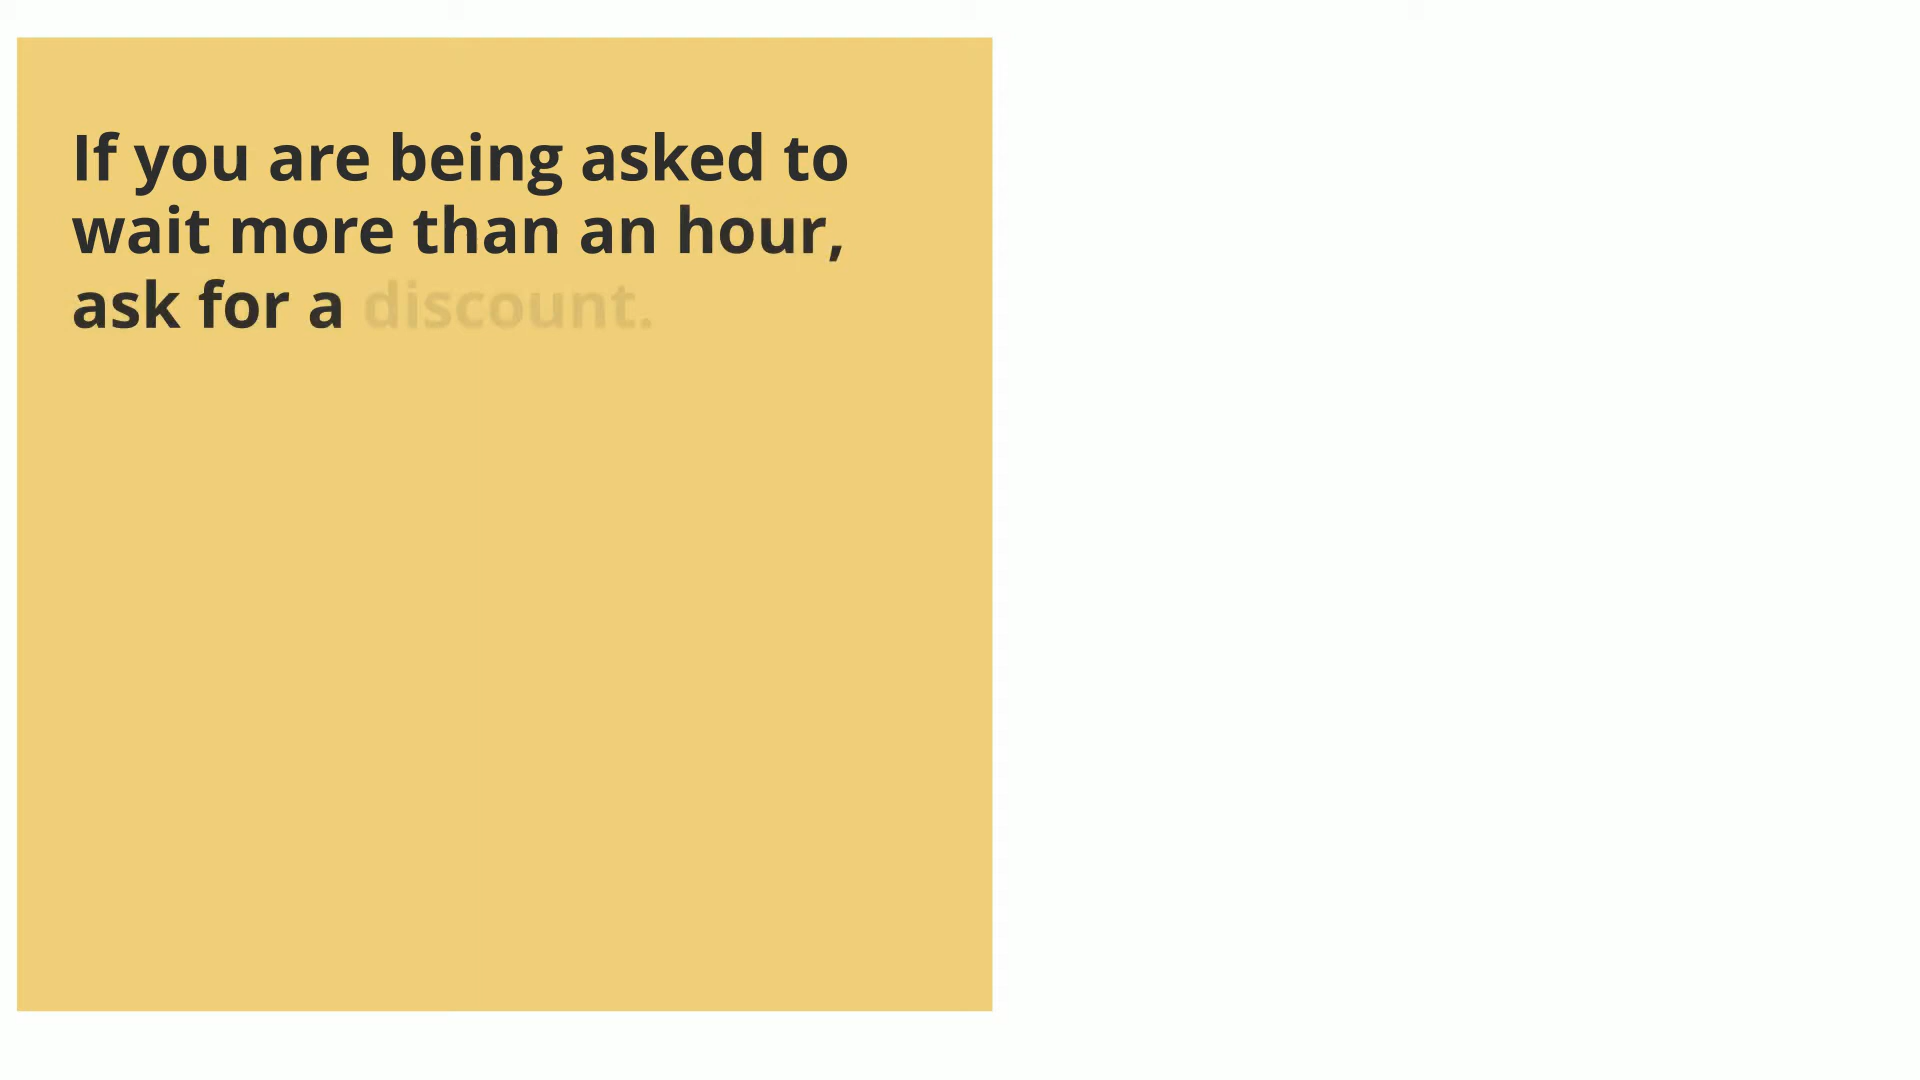 If you are being asked to
wait more than an hour,
ask for a discount.